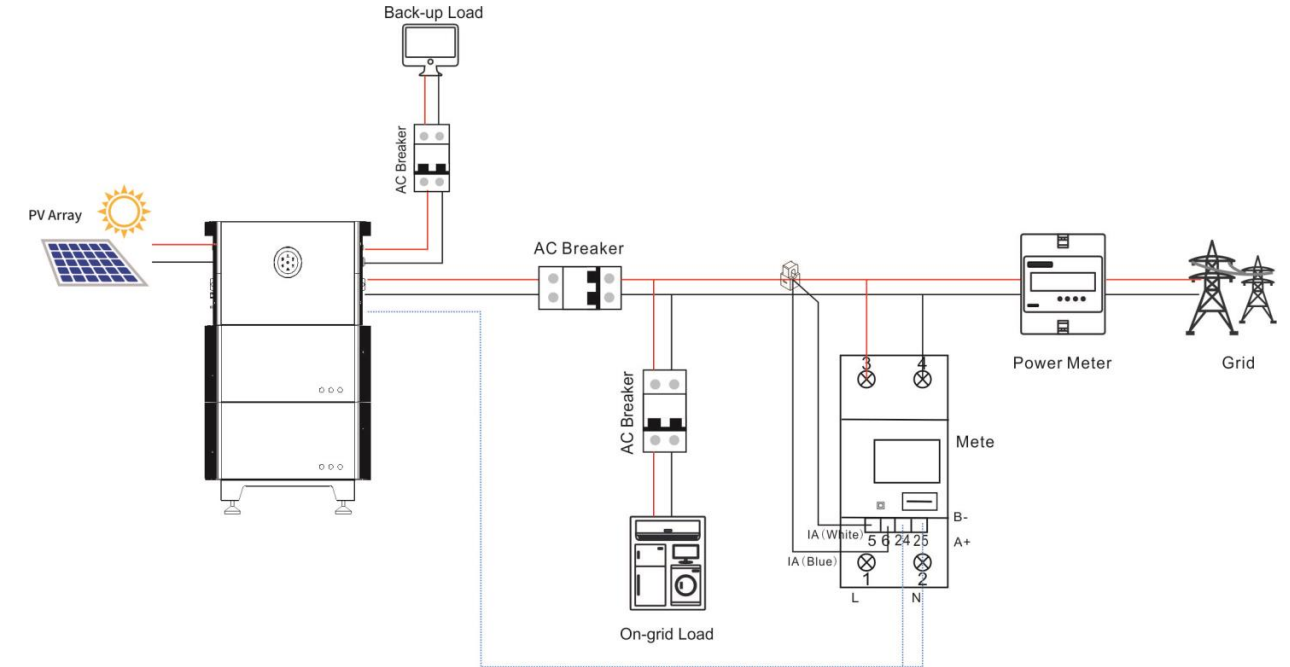 Back-up Load
AC Breaker
PV Array
AC Breaker
Power Meter
Grid
3 4
AC Breaker
Mete
B-
IA(White)
5 6 24 25
A+
IA(Blue)
1 2
L N
On-grid Load